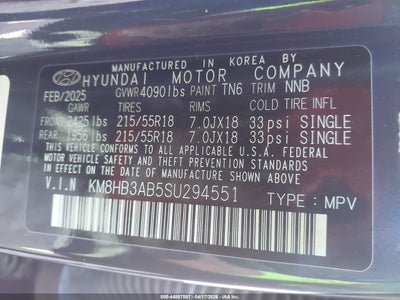 MANUFACTURED IN KOREA BY
HYUNDAI MOTOR COMPANY
FEB/2025 GVWR 4090lbs PAINT TN6 TRIM NNB
GAWR TIRES RIMS COLD TIRE INFL
FRONT 2425 lbs 215/55R18 7.0JX18 33psi SINGLE
REAR 1956 lbs 215/55R18 7.0JX18 33psi SINGLE
THIS VEHICLE CONFORMS TO ALL APPLICABLE U.S.A. FEDERAL MOTOR
VEHICLE SAFETY AND THEFT PREVENTION STANDARDS IN EFFECT ON
THE DATE OF MANUFACTURE SHOWN ABOVE.
V.I.N KM8HB3AB5SU294551
TYPE: MPV